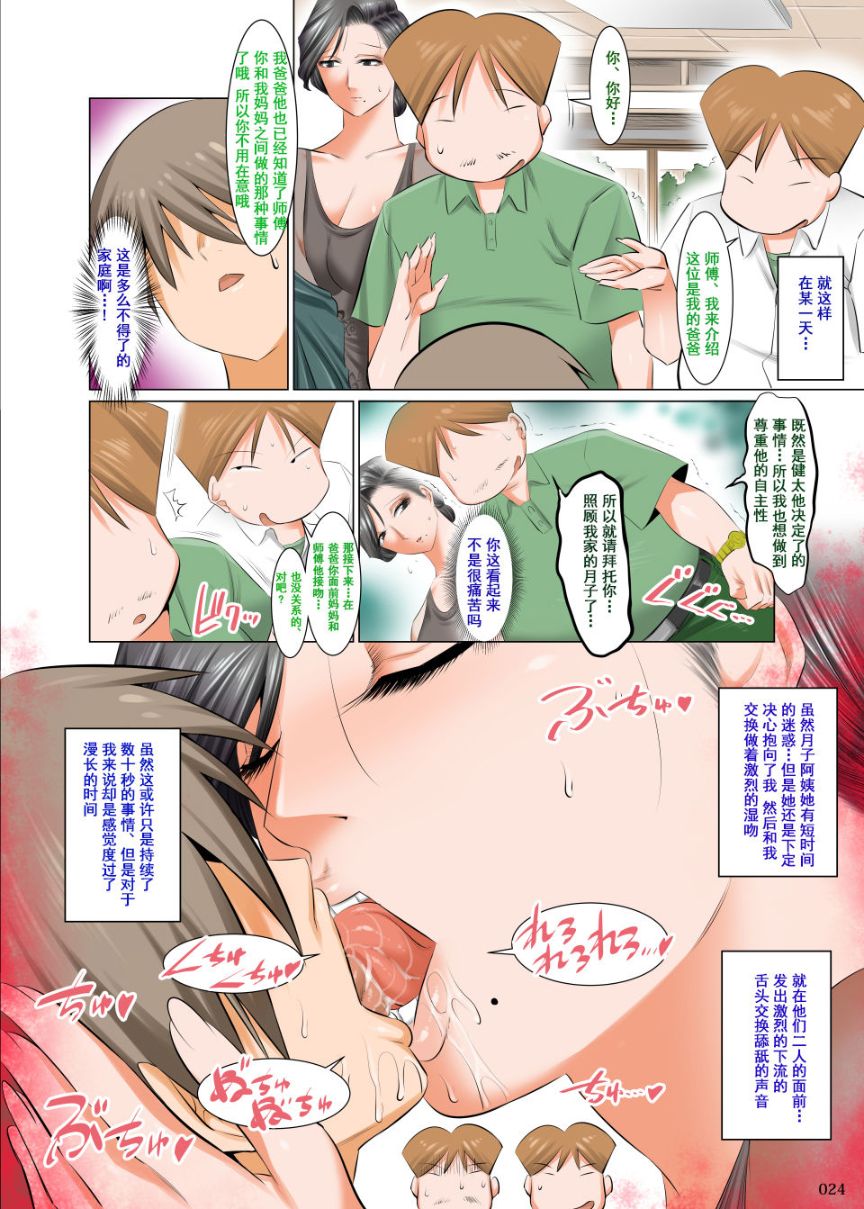 就这样
在某一天…
你、你好…
师傅、我来介绍
这位是我的爸爸
我爸爸他也已经知道了师傅
你和我妈妈之间做的那种事情
了哦 所以你不用在意哦
这是多么不得了的
家庭啊…!
既然是健太他决定了的
事情…所以我也想做到
尊重他的自主性
所以就请拜托你…
照顾我家的月子了…
你这看起来
不是很痛苦吗
ぶぶ…
那接下来…在
爸爸你面前妈妈和
师傅他接吻…
也没关系的、
对吧？
ビクッ
虽然月子阿姨她有短时间
的迷惑…但是她还是下定
决心抱向了我 然后和我
交换做着激烈的湿吻
ぶちゅ♥
虽然这或许只是持续了
数十秒的事情、但是对于
我来说却是感觉度过了
漫长的时间
れろれろ
れろれろ…♥
くちゅ
くちゅ♥
ちゅ♥
就在他们二人的面前…
发出激烈的下流的
舌头交换舔舐的声音
ちゅ…♥
ぶちゅ♥
024